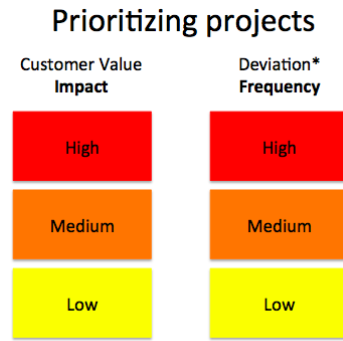 Prioritizing projects
Customer Value
Impact
High
Medium
Low
Deviation*
Frequency
High
Medium
Low